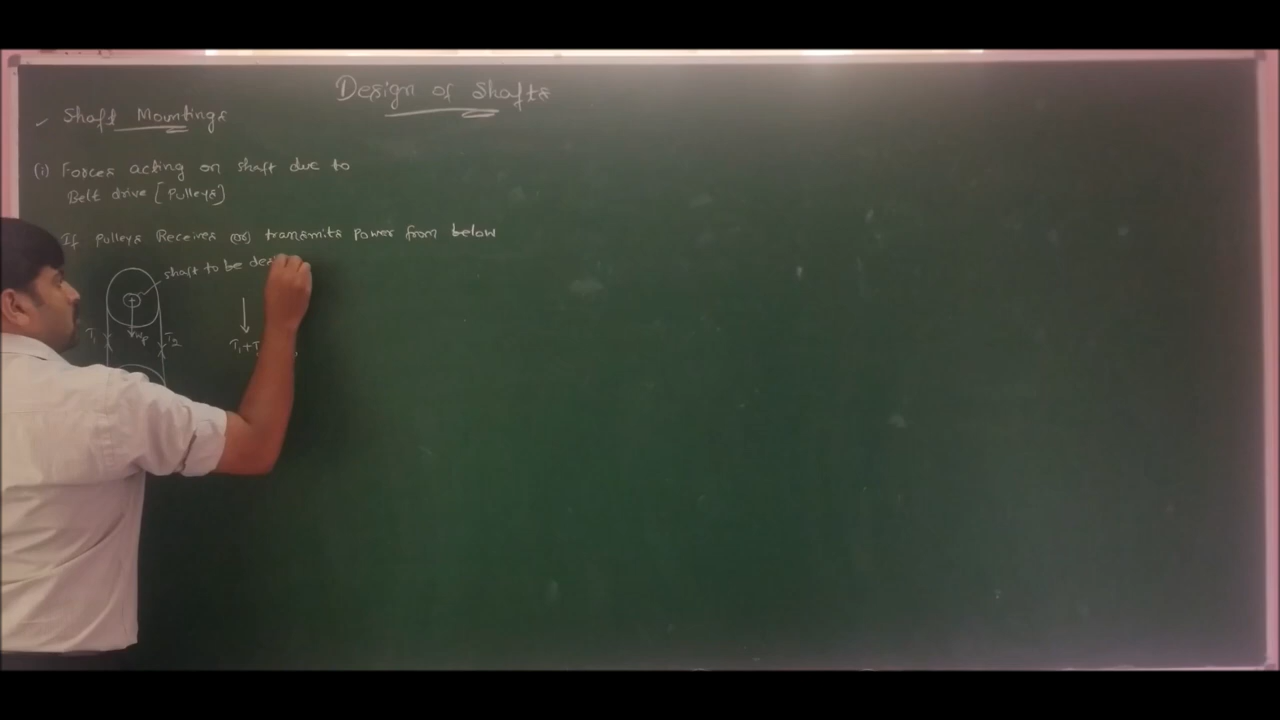 Design of shafts
Shaft Mountings
(i) Forces acting on shaft due to
Belt drive [Pulleys]
If Pulleys Receives (or) transmits Power from below
shaft to be
T1
Wp
T2
T1+T